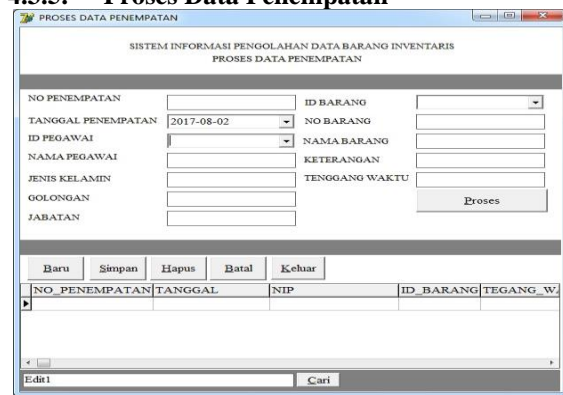 4.3.3. Proses Data Penempatan
PROSES DATA PENEMPATAN
SISTEM INFORMASI PENGOLAHAN DATA BARANG INVENTARIS
PROSES DATA PENEMPATAN
NO PENEMPATAN
ID BARANG
TANGGAL PENEMPATAN 2017-08-02
NO BARANG
ID PEGAWAI
NAMA BARANG
NAMA PEGAWAI
KETERANGAN
JENIS KELAMIN
TENGGANG WAKTU
GOLONGAN
Proses
JABATAN
Baru Simpan Hapus Batal Keluar
NO_PENEMPATAN TANGGAL NIP ID_BARANG TEGANG_WA
Edit1 Cari